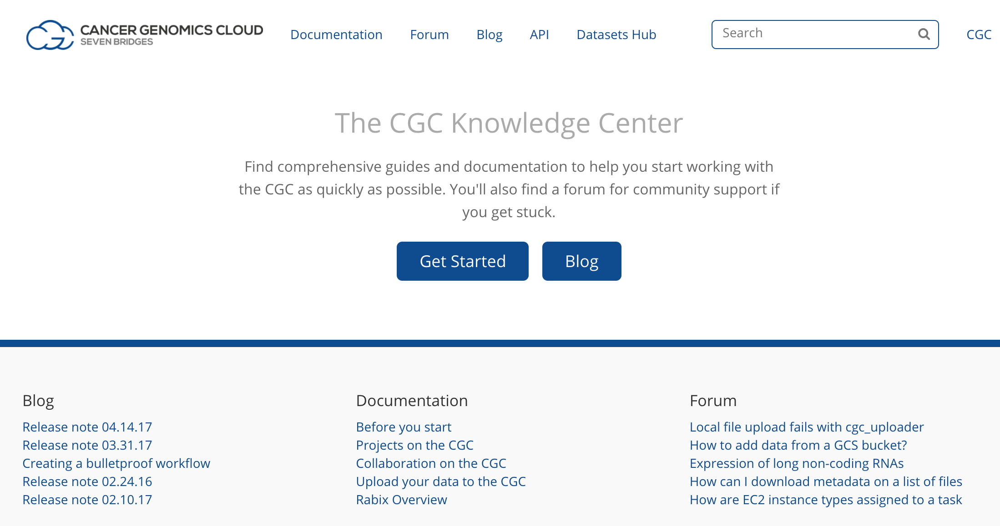 CANCER GENOMICS CLOUD
SEVEN BRIDGES
Documentation
Forum
Blog
API
Datasets Hub
Search
CGC
The CGC Knowledge Center
Find comprehensive guides and documentation to help you start working with
the CGC as quickly as possible. You'll also find a forum for community support if
you get stuck.
Get Started
Blog
Blog
Release note 04.14.17
Release note 03.31.17
Creating a bulletproof workflow
Release note 02.24.16
Release note 02.10.17
Documentation
Before you start
Projects on the CGC
Collaboration on the CGC
Upload your data to the CGC
Rabix Overview
Forum
Local file upload fails with cgc_uploader
How to add data from a GCS bucket?
Expression of long non-coding RNAs
How can I download metadata on a list of files
How are EC2 instance types assigned to a task